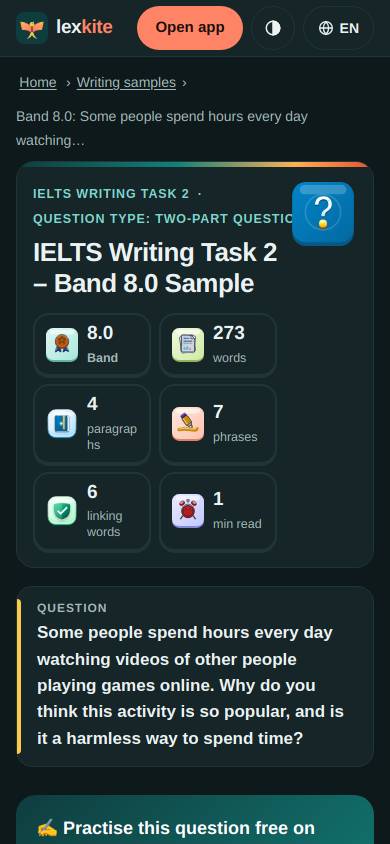 lexkite
Open app
EN
Home › Writing samples ›
Band 8.0: Some people spend hours every day
watching…
IELTS WRITING TASK 2 ·
QUESTION TYPE: TWO-PART QUESTIO
IELTS Writing Task 2
– Band 8.0 Sample
8.0
Band
273
words
4
paragrap
hs
7
phrases
6
linking
words
1
min read
QUESTION
Some people spend hours every day
watching videos of other people
playing games online. Why do you
think this activity is so popular, and is
it a harmless way to spend time?
✍️ Practise this question free on